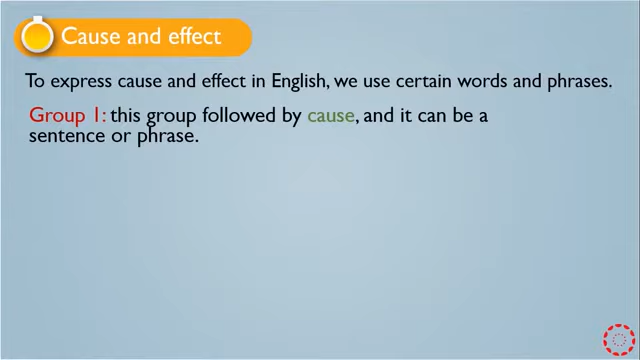 Cause and effect
To express cause and effect in English, we use certain words and phrases.
Group 1: this group followed by cause, and it can be a
sentence or phrase.